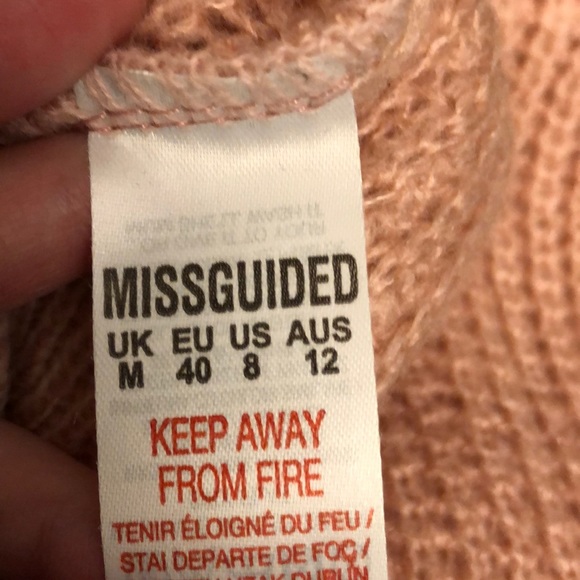 MISSGUIDED
UK EU US AUS
M 40 8 12
KEEP AWAY
FROM FIRE
TENIR ÉLOIGNÉ DU FEU /
STAI DEPARTE DE FOC /